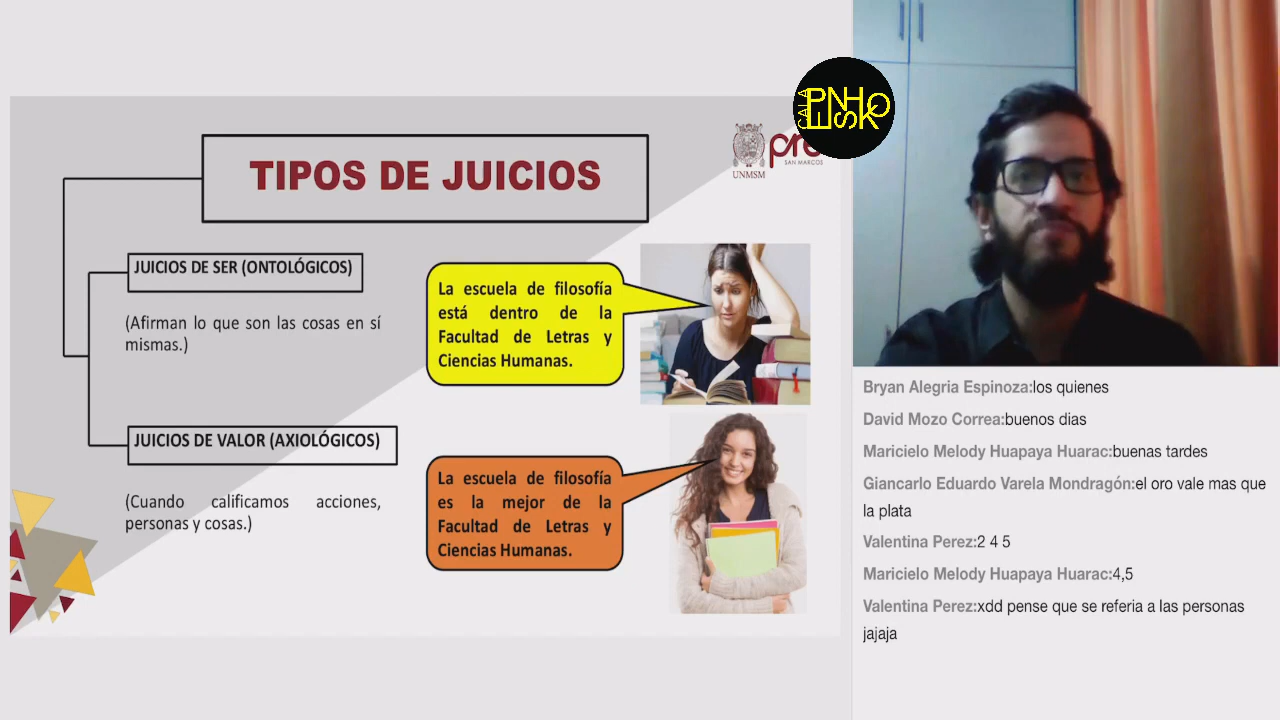 TIPOS DE JUICIOS
UNMSM
SAN MARCOS
JUICIOS DE SER (ONTOLÓGICOS)
(Afirman lo que son las cosas en sí
mismas.)
La escuela de filosofía
está dentro de la
Facultad de Letras y
Ciencias Humanas.
JUICIOS DE VALOR (AXIOLÓGICOS)
(Cuando calificamos acciones,
personas y cosas.)
La escuela de filosofía
es la mejor de la
Facultad de Letras y
Ciencias Humanas.
Bryan Alegria Espinoza:los quienes
David Mozo Correa:buenos dias
Maricielo Melody Huapaya Huarac:buenas tardes
Giancarlo Eduardo Varela Mondragón:el oro vale mas que
la plata
Valentina Perez:2 4 5
Maricielo Melody Huapaya Huarac:4,5
Valentina Perez:xdd pense que se referia a las personas
jajaja